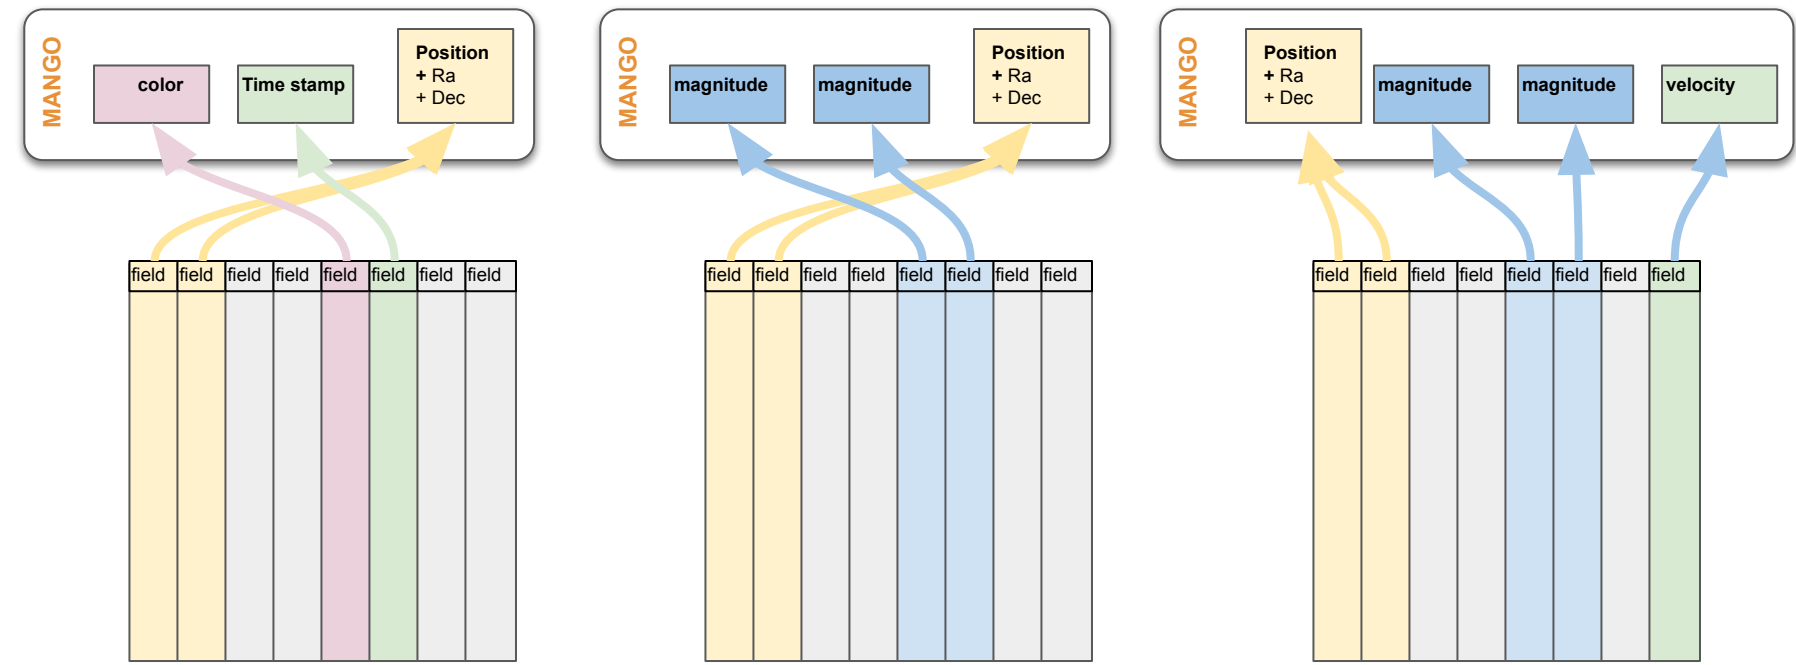 MANGO
color
Time stamp
Position
+ Ra
+ Dec
field field field field field field field field
MANGO
magnitude
magnitude
Position
+ Ra
+ Dec
field field field field field field field field
MANGO
Position
+ Ra
+ Dec
magnitude
magnitude
velocity
field field field field field field field field